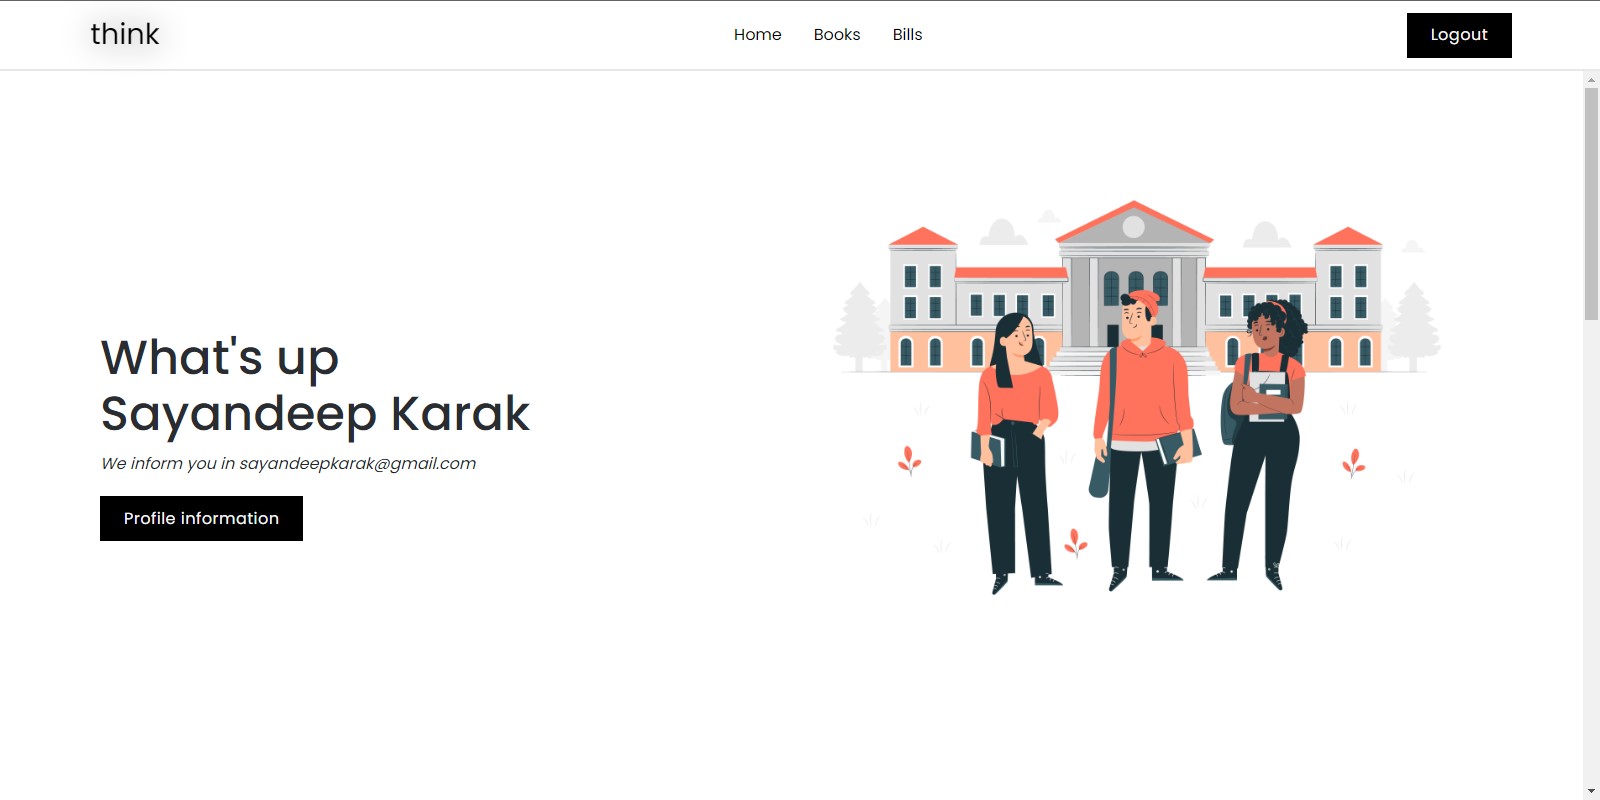 think
Home Books Bills
Logout
What's up
Sayandeep Karak
We inform you in sayandeepkarak@gmail.com
Profile information